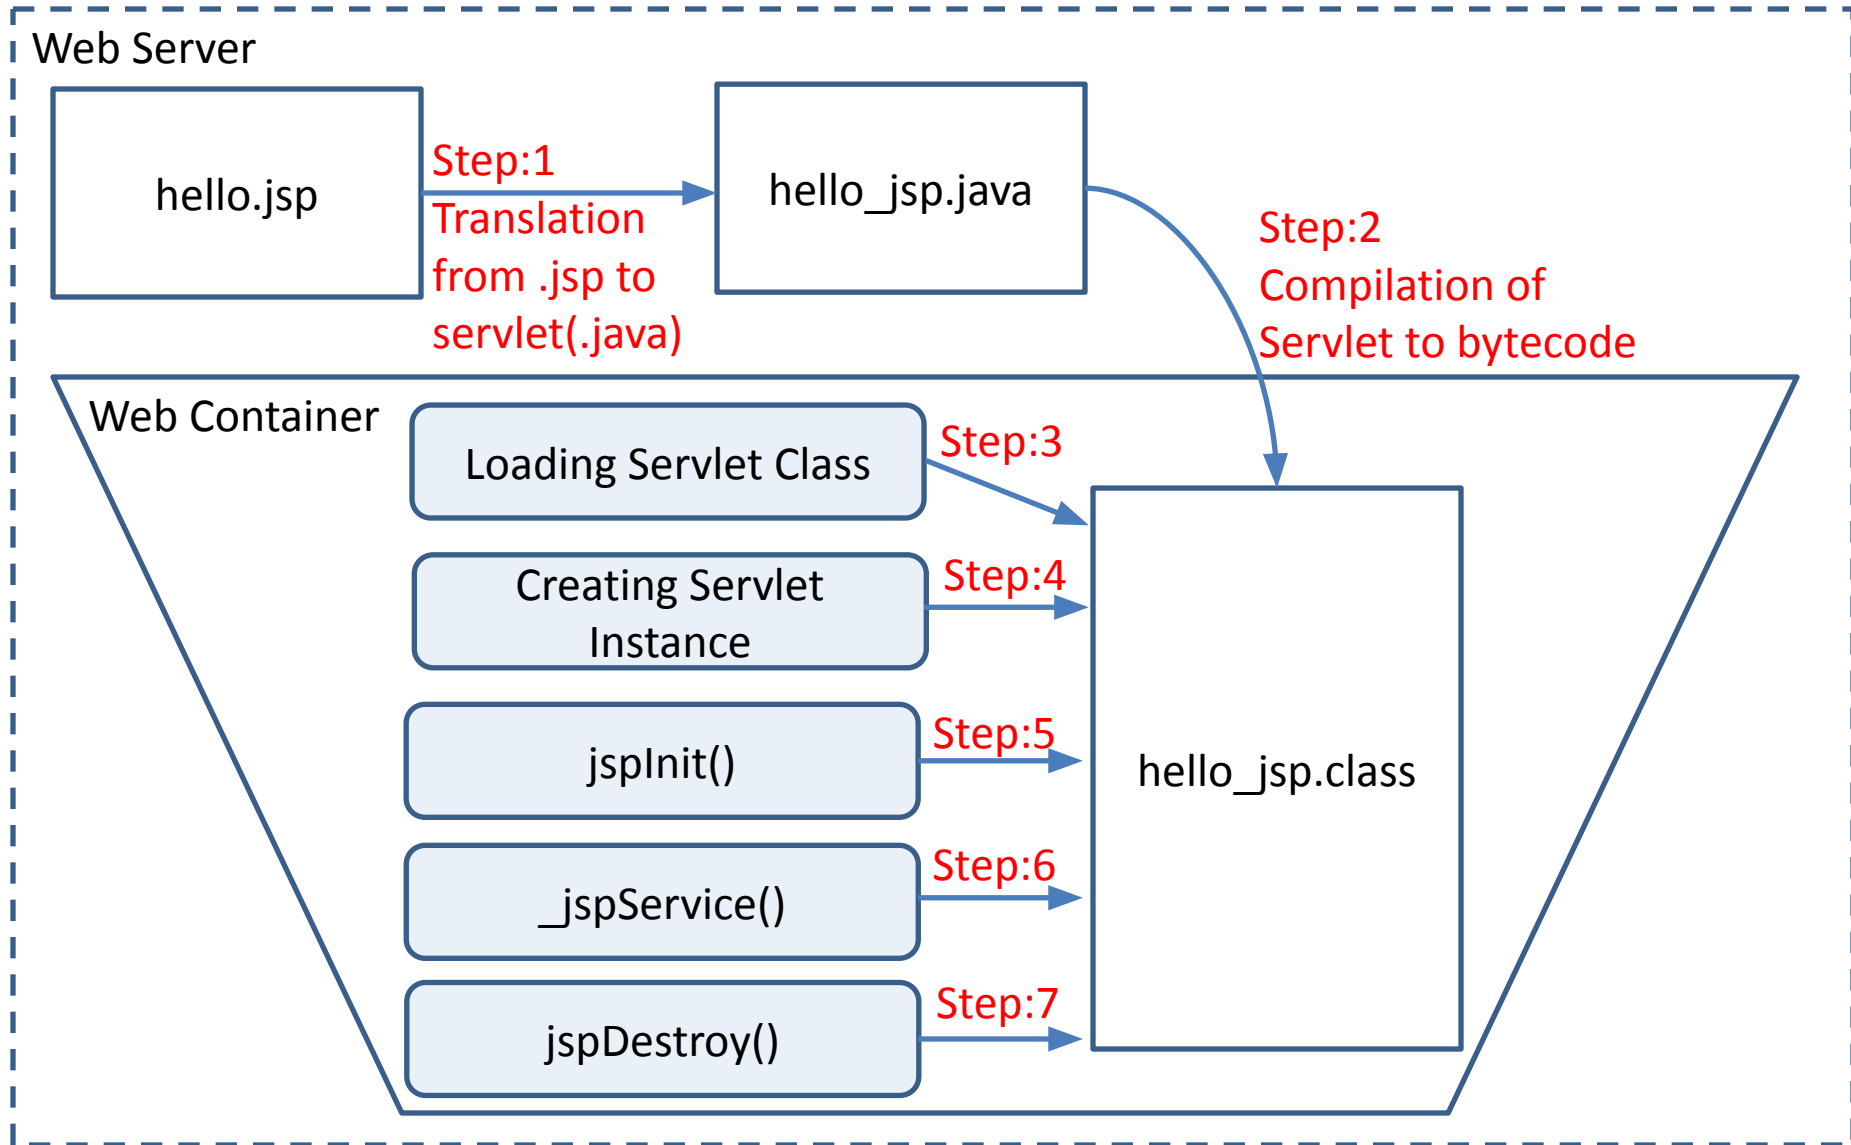 Web Server
hello.jsp
Step:1
Translation
from .jsp to
servlet(.java)
hello_jsp.java
Step:2
Compilation of
Servlet to bytecode
Web Container
Loading Servlet Class
Step:3
Creating Servlet
Instance
Step:4
jspInit()
Step:5
_jspService()
Step:6
jspDestroy()
Step:7
hello_jsp.class